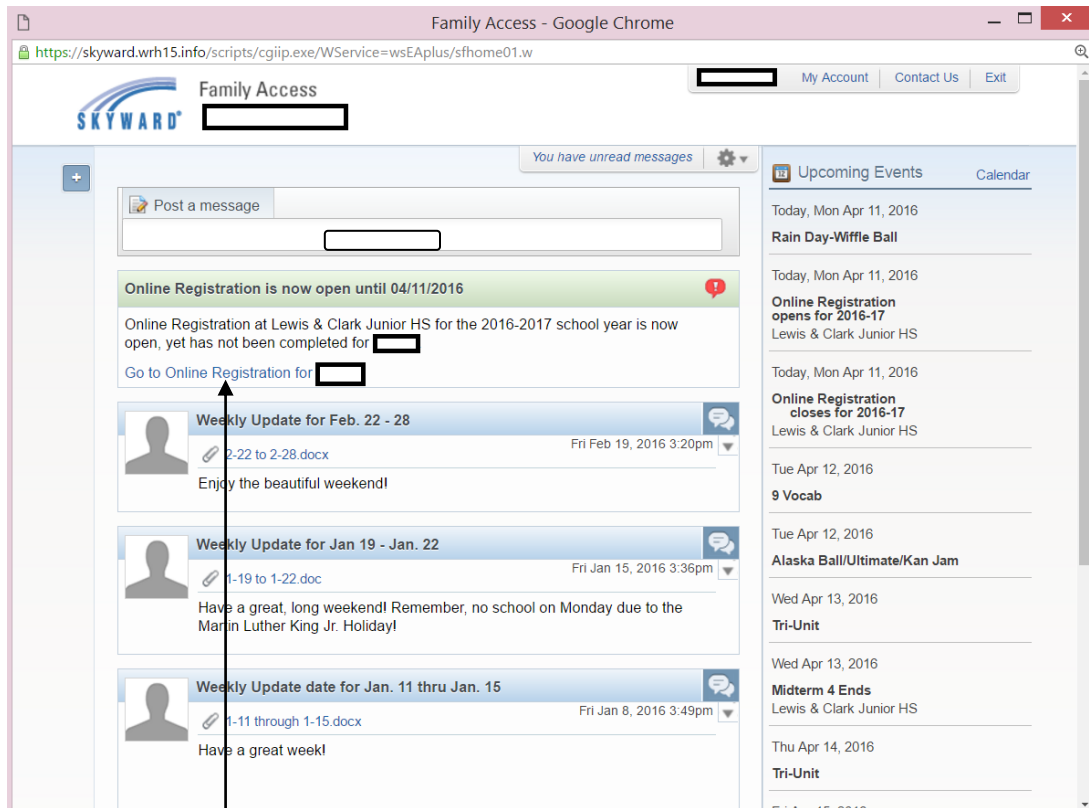 Family Access - Google Chrome
https://skyward.wrh15.info/scripts/cgiip.exe/WService=wsEAplus/sfhome01.w
My Account Contact Us Exit
SKYWARD®
Family Access
You have unread messages
Post a message
Online Registration is now open until 04/11/2016
Online Registration at Lewis & Clark Junior HS for the 2016-2017 school year is now
open, yet has not been completed for
Go to Online Registration for
Weekly Update for Feb. 22 - 28
Fri Feb 19, 2016 3:20pm
2-22 to 2-28.docx
Enjoy the beautiful weekend!
Weekly Update for Jan 19 - Jan. 22
Fri Jan 15, 2016 3:36pm
1-19 to 1-22.doc
Have a great, long weekend! Remember, no school on Monday due to the
Martin Luther King Jr. Holiday!
Weekly Update date for Jan. 11 thru Jan. 15
Fri Jan 8, 2016 3:49pm
1-11 through 1-15.docx
Have a great week!
12 Upcoming Events Calendar
Today, Mon Apr 11, 2016
Rain Day-Wiffle Ball
Today, Mon Apr 11, 2016
Online Registration
opens for 2016-17
Lewis & Clark Junior HS
Today, Mon Apr 11, 2016
Online Registration
closes for 2016-17
Lewis & Clark Junior HS
Tue Apr 12, 2016
9 Vocab
Tue Apr 12, 2016
Alaska Ball/Ultimate/Kan Jam
Wed Apr 13, 2016
Tri-Unit
Wed Apr 13, 2016
Midterm 4 Ends
Lewis & Clark Junior HS
Thu Apr 14, 2016
Tri-Unit